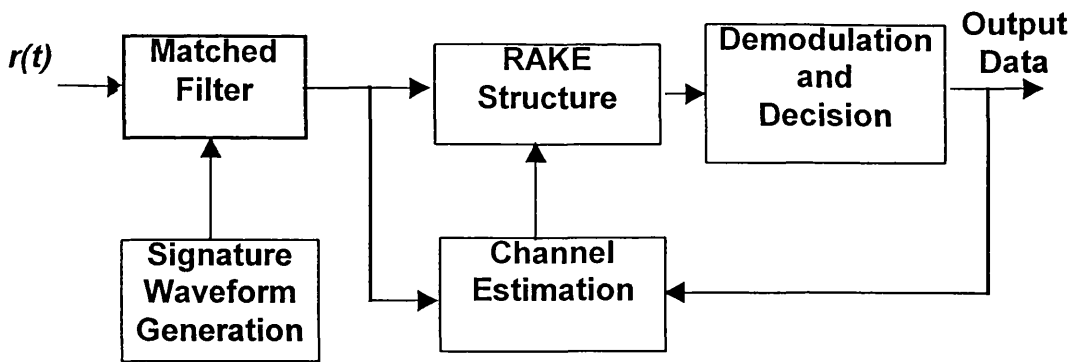 r(t)
Matched
Filter
RAKE
Structure
Demodulation
and
Decision
Output
Data
Signature
Waveform
Generation
Channel
Estimation